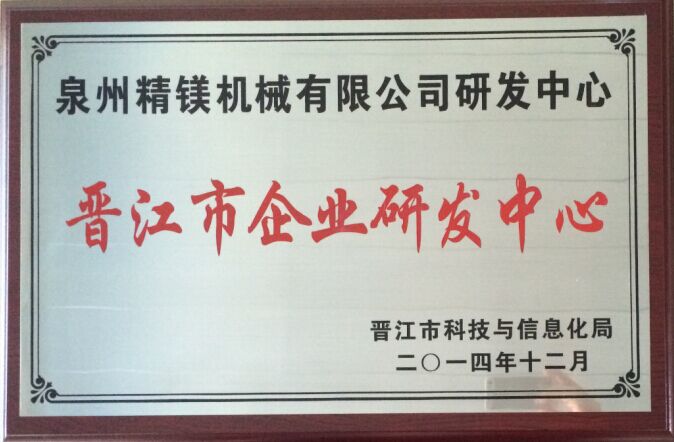 泉州精镁机械有限公司研发中心
晋江市企业研发中心
晋江市科技与信息化局
二〇一四年十二月